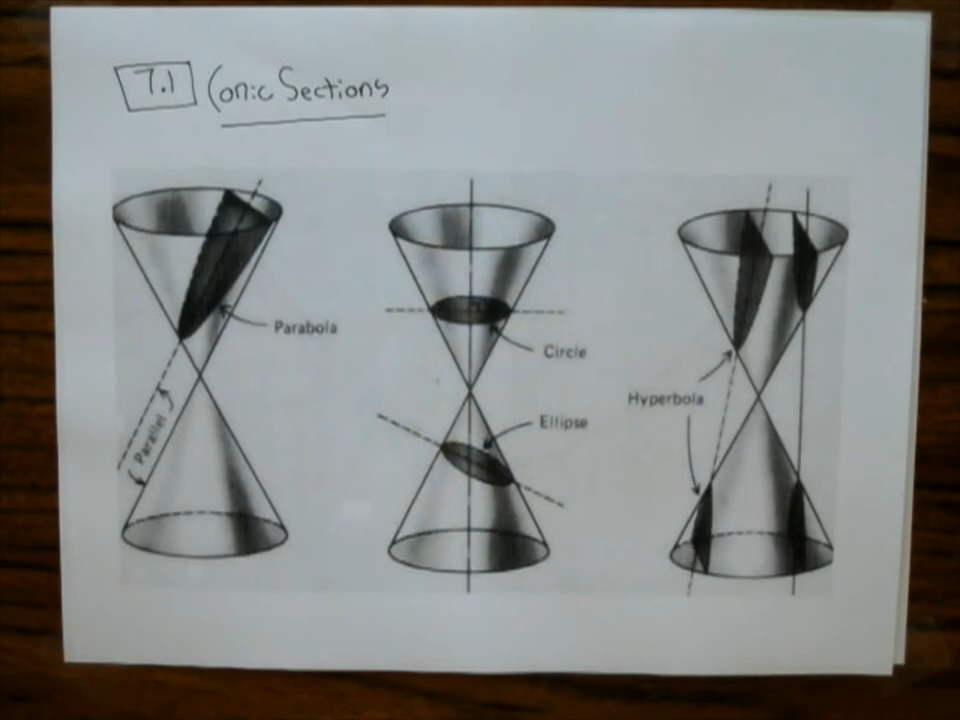 7.1 Conic Sections
Parabola
Parallel
Circle
Ellipse
Hyperbola